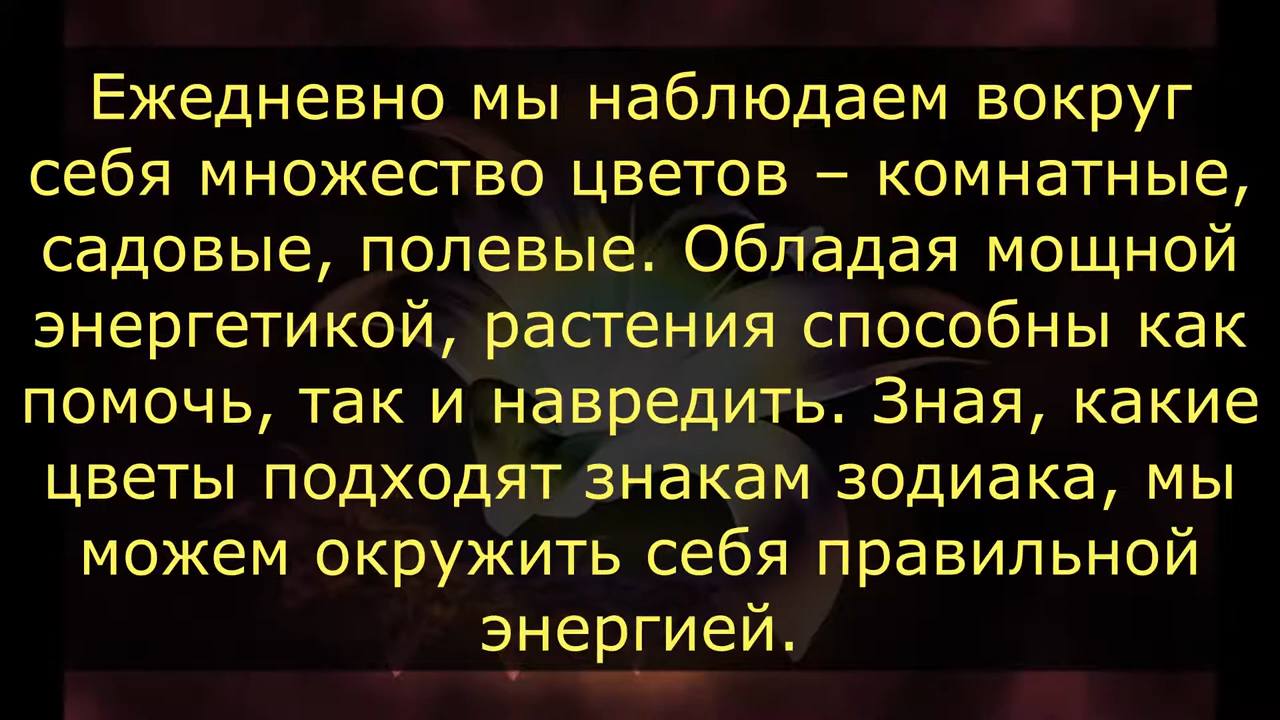 Ежедневно мы наблюдаем вокруг
себя множество цветов – комнатные,
садовые, полевые. Обладая мощной
энергетикой, растения способны как
помочь, так и навредить. Зная, какие
цветы подходят знакам зодиака, мы
можем окружить себя правильной
энергией.